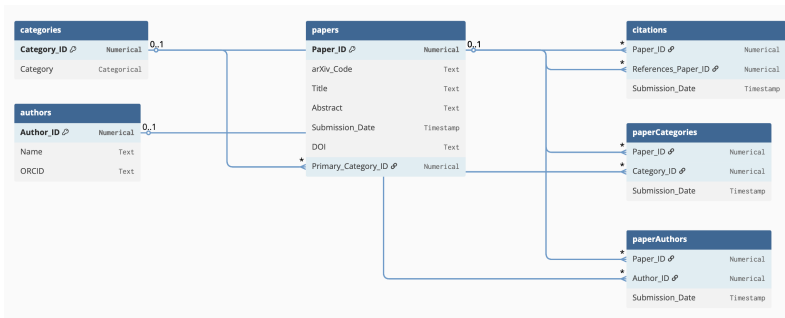 categories
Category_ID Numerical 0..1
Category Categorical
authors
Author_ID Numerical 0..1
Name Text
ORCID Text
papers
Paper_ID Numerical 0..1
arXiv_Code Text
Title Text
Abstract Text
Submission_Date Timestamp
DOI Text
* Primary_Category_ID Numerical
citations
* Paper_ID Numerical
* References_Paper_ID Numerical
Submission_Date Timestamp
paperCategories
* Paper_ID Numerical
* Category_ID Numerical
Submission_Date Timestamp
paperAuthors
* Paper_ID Numerical
* Author_ID Numerical
Submission_Date Timestamp